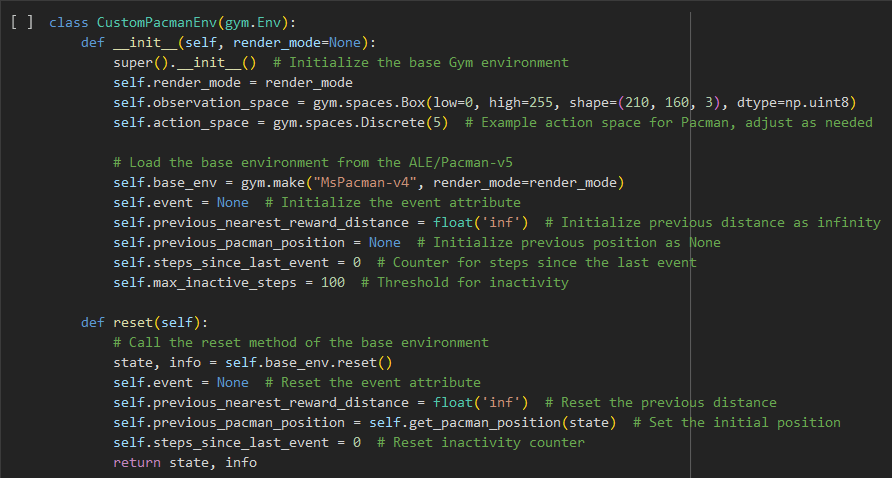 [ ] class CustomPacmanEnv(gym.Env):
    def __init__(self, render_mode=None):
        super().__init__()  # Initialize the base Gym environment
        self.render_mode = render_mode
        self.observation_space = gym.spaces.Box(low=0, high=255, shape=(210, 160, 3), dtype=np.uint8)
        self.action_space = gym.spaces.Discrete(5)  # Example action space for Pacman, adjust as needed

        # Load the base environment from the ALE/Pacman-v5
        self.base_env = gym.make("MsPacman-v4", render_mode=render_mode)
        self.event = None  # Initialize the event attribute
        self.previous_nearest_reward_distance = float('inf')  # Initialize previous distance as infinity
        self.previous_pacman_position = None  # Initialize previous position as None
        self.steps_since_last_event = 0  # Counter for steps since the last event
        self.max_inactive_steps = 100  # Threshold for inactivity

    def reset(self):
        # Call the reset method of the base environment
        state, info = self.base_env.reset()
        self.event = None  # Reset the event attribute
        self.previous_nearest_reward_distance = float('inf')  # Reset the previous distance
        self.previous_pacman_position = self.get_pacman_position(state)  # Set the initial position
        self.steps_since_last_event = 0  # Reset inactivity counter
        return state, info